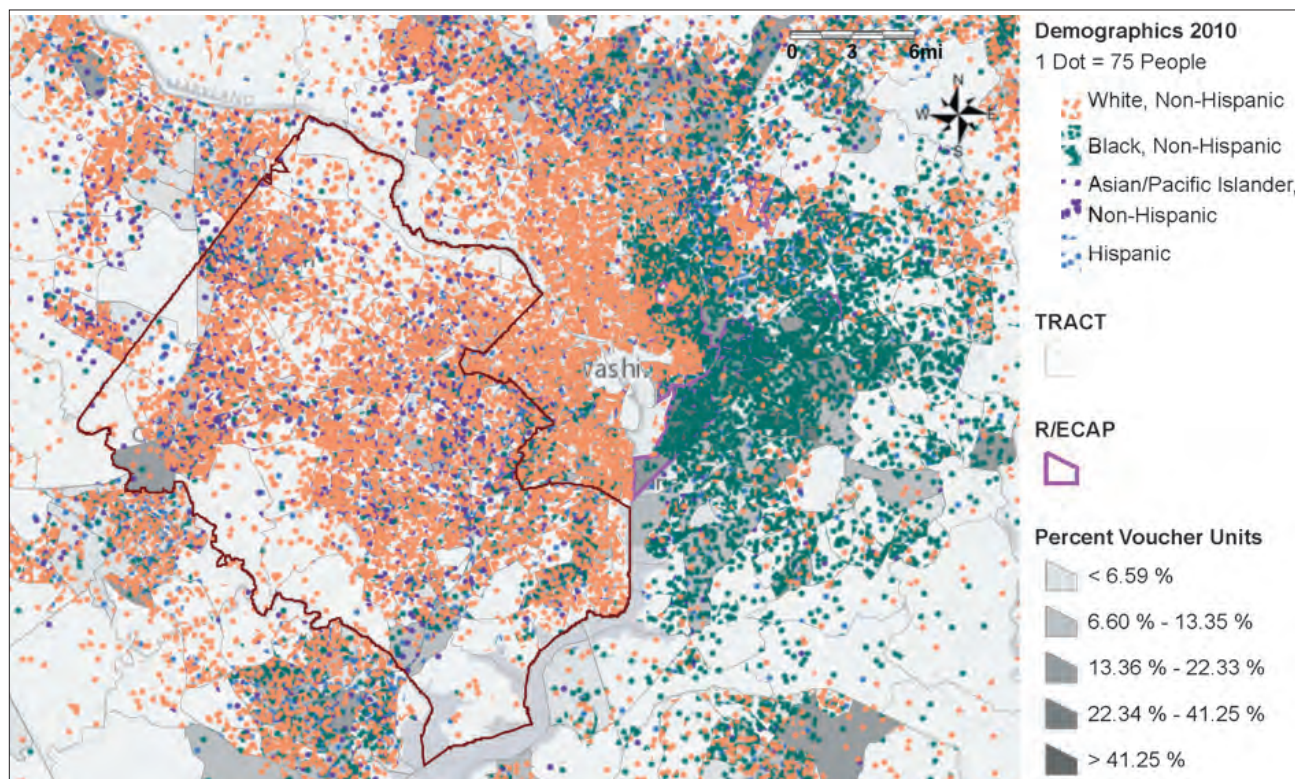 MARYLAND
0 3 6mi
N
W E
S
vashi
Demographics 2010
1 Dot = 75 People
White, Non-Hispanic
Black, Non-Hispanic
Asian/Pacific Islander,
Non-Hispanic
Hispanic
TRACT
R/ECAP
Percent Voucher Units
< 6.59 %
6.60 % - 13.35 %
13.36 % - 22.33 %
22.34 % - 41.25 %
> 41.25 %